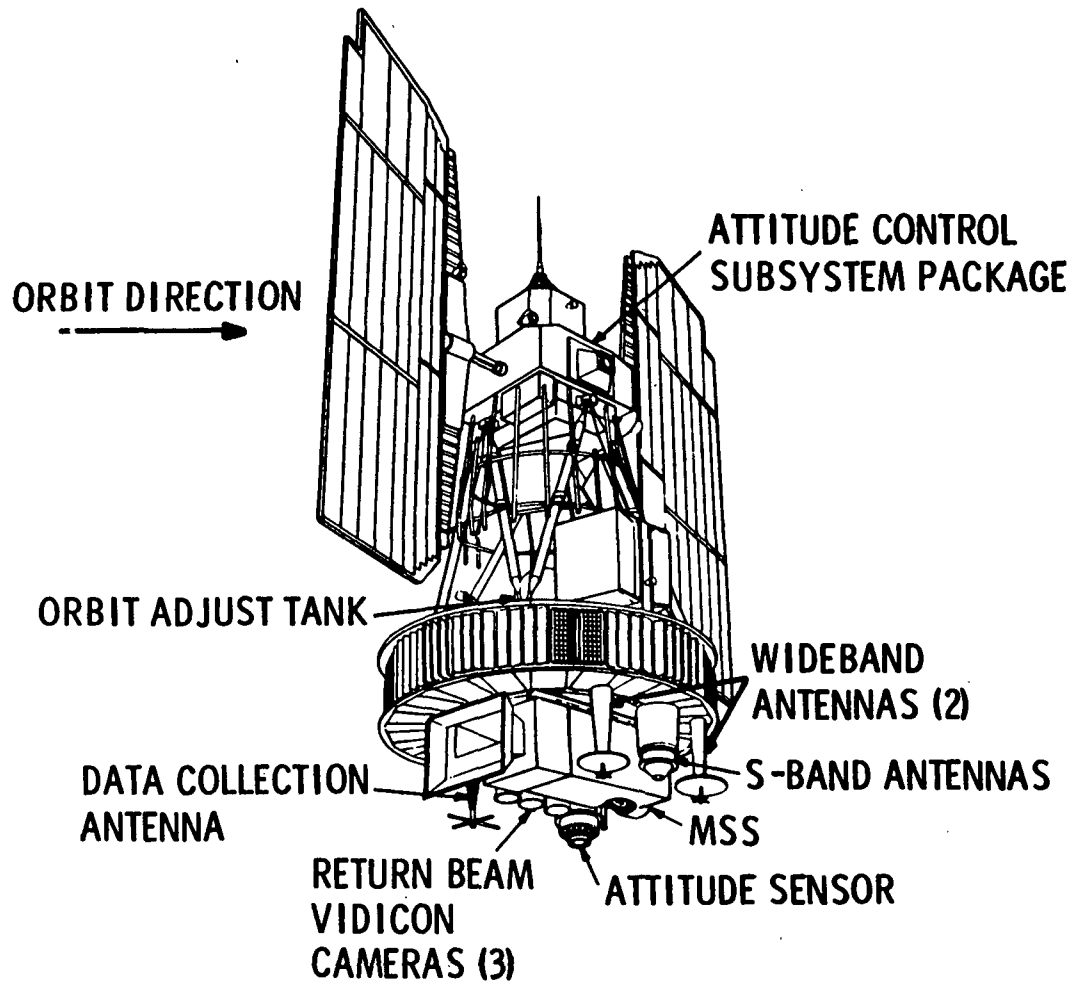 ATTITUDE CONTROL
SUBSYSTEM PACKAGE
ORBIT DIRECTION
ORBIT ADJUST TANK
WIDEBAND
ANTENNAS (2)
S-BAND ANTENNAS
DATA COLLECTION
ANTENNA
MSS
RETURN BEAM
VIDICON
CAMERAS (3)
ATTITUDE SENSOR